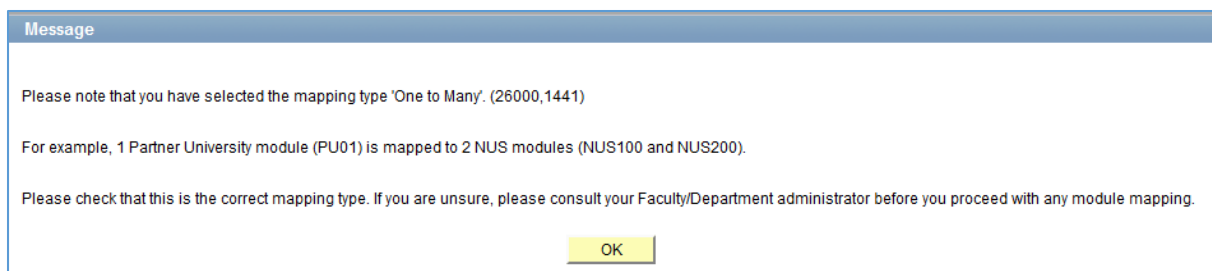 Message
Please note that you have selected the mapping type 'One to Many'. (26000,1441)
For example, 1 Partner University module (PU01) is mapped to 2 NUS modules (NUS100 and NUS200).
Please check that this is the correct mapping type. If you are unsure, please consult your Faculty/Department administrator before you proceed with any module mapping.
OK